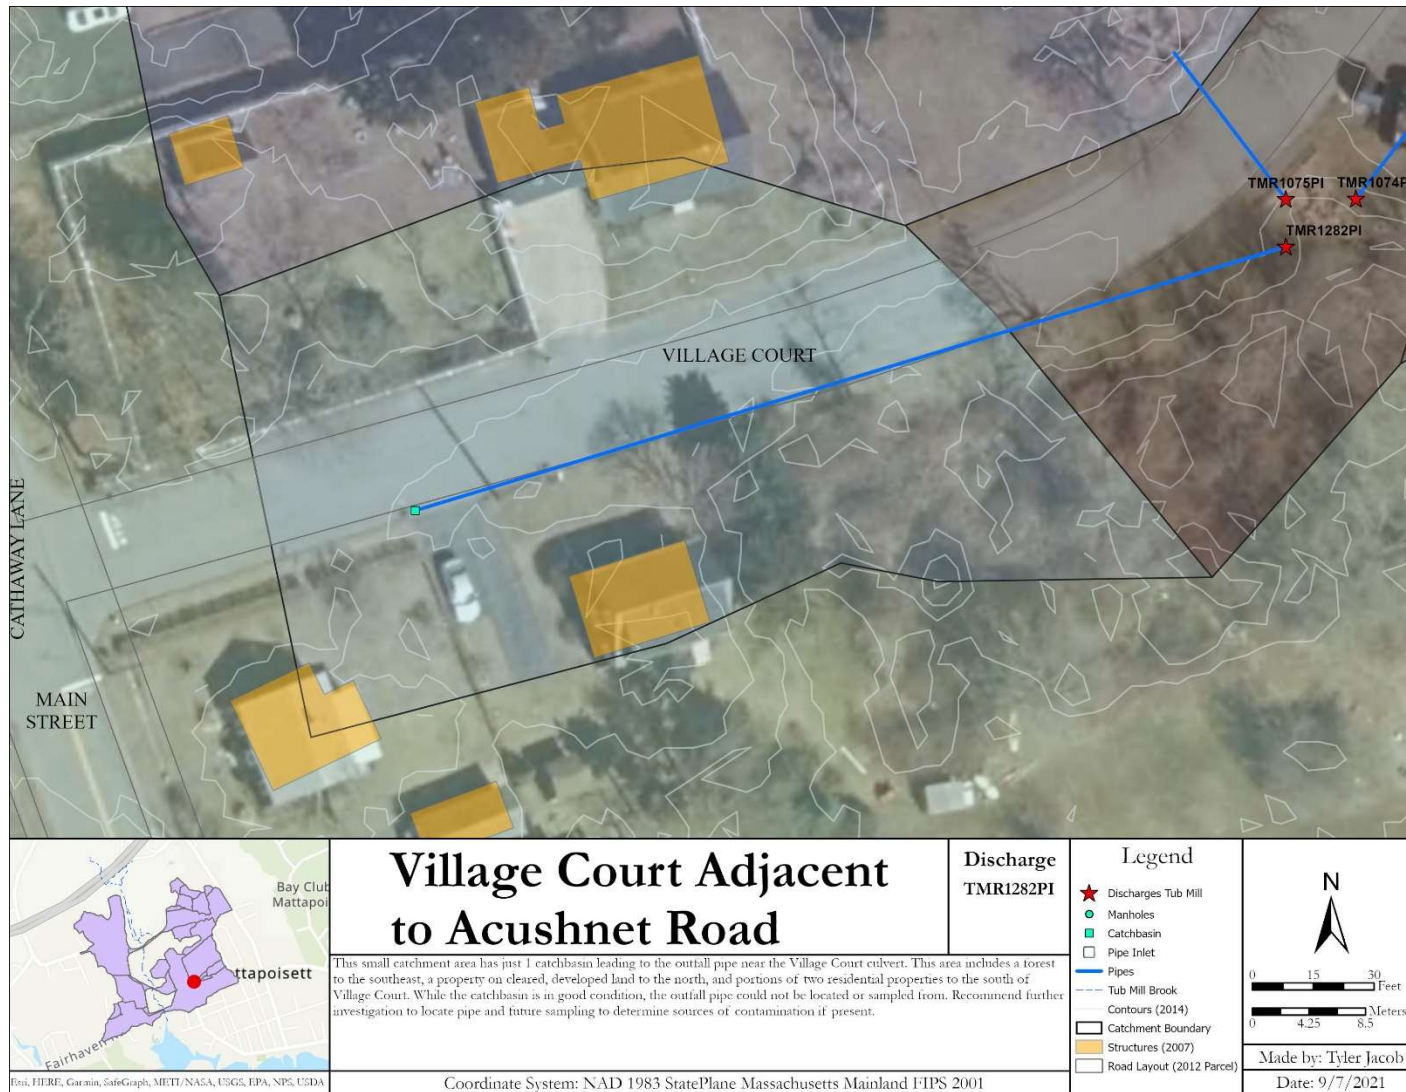 TMR1075PI
TMR1074P
TMR1282PI
VILLAGE COURT
CATHAWAY LANE
MAIN
STREET
Bay Club
Mattapoi
ttapoisett
Fairhaven
Esri, HERE, Garmin, SafeGraph, METI/NASA, USGS, EPA, NPS, USDA
Village Court Adjacent
to Acushnet Road
This small catchment area has just 1 catchbasin leading to the outfall pipe near the Village Court culvert. This area includes a forest
to the southeast, a property on cleared, developed land to the north, and portions of two residential properties to the south of
Village Court. While the catchbasin is in good condition, the outfall pipe could not be located or sampled from. Recommend further
investigation to locate pipe and future sampling to determine sources of contamination if present.
Coordinate System: NAD 1983 StatePlane Massachusetts Mainland FIPS 2001
Discharge
TMR1282PI
Legend
Discharges Tub Mill
Manholes
Catchbasin
Pipe Inlet
Pipes
Tub Mill Brook
Contours (2014)
Catchment Boundary
Structures (2007)
Road Layout (2012 Parcel)
N
0 15 30
Feet
Meters
0 4.25 8.5
Made by: Tyler Jacob
Date: 9/7/2021